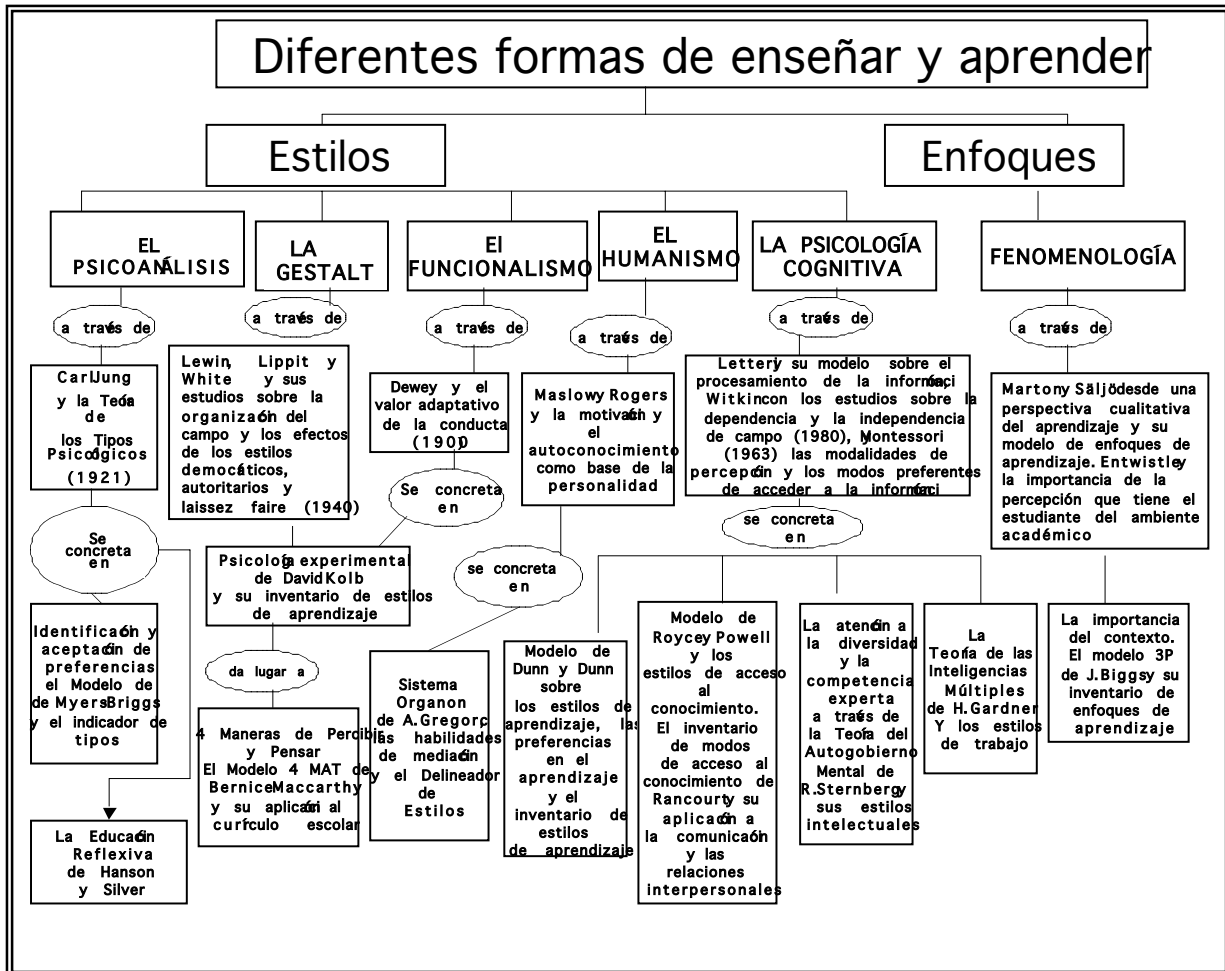 Diferentes formas de enseñar y aprender
Estilos
Enfoques
EL
PSICOANÁLISIS
LA
GESTALT
El
FUNCIONALISMO
EL
HUMANISMO
LA PSICOLOGÍA
COGNITIVA
FENOMENOLOGÍA
a través de
a través de
a través de
a través de
a través de
a través de
Carl Jung
y la Teoría
de
los Tipos
Psicológicos
(1921)
Lewin, Lippit y
White y sus
estudios sobre la
organización del
campo y los efectos
de los estilos
democráticos,
autoritarios y
laissez faire (1940)
Dewey y el
valor adaptativo
de la conducta
(1900)
Maslow y Rogers
y la motivación y
el
autoconocimiento
como base de la
personalidad
Letteri y su modelo sobre el
procesamiento de la informáci
Witkin con los estudios sobre la
dependencia y la independencia
de campo (1980), Montessori y
(1963) las modalidades de
percepción y los modos preferentes
de acceder a la informáci
Marton y Säljö desde una
perspectiva cualitativa
del aprendizaje y su
modelo de enfoques de
aprendizaje. Entwistle y
la importancia de la
percepción que tiene el
estudiante del ambiente
académico
Se
concreta
en
Se concreta
en
se concreta
en
se concreta
en
Psicología experimental
de David Kolb
y su inventario de estilos
de aprendizaje
da lugar a
Identificación y
aceptación de
preferencias
el Modelo de
de Myers Briggs
y el indicador de
tipos
4 Maneras de Percibir
y Pensar
El Modelo 4 MAT de
Bernice Maccarthy
y su aplicación al
currículo escolar
Sistema
Organon
de A. Gregorc,
las habilidades
de mediación
y el Delineador
de
Estilos
Modelo de
Dunn y Dunn
sobre
los estilos de
aprendizaje, las
preferencias
en el
aprendizaje
y el
inventario de
estilos
de aprendizaje
Modelo de
Royce y Powell
y los
estilos de acceso
al
conocimiento.
El inventario
de modos
de acceso al
conocimiento de
Rancourt y su
aplicación a
la comunicación
y las
relaciones
interpersonales
La atención a
la diversidad
y la
competencia
experta
a través de
la Teoría del
Autogobierno
Mental de
R. Sternberg y
sus estilos
intelectuales
La
Teoría de las
Inteligencias
Múltiples
de H. Gardner
Y los estilos
de trabajo
La importancia
del contexto.
El modelo 3P
de J. Biggs y su
inventario de
enfoques de
aprendizaje
La Educación
Reflexiva
de Hanson
y Silver